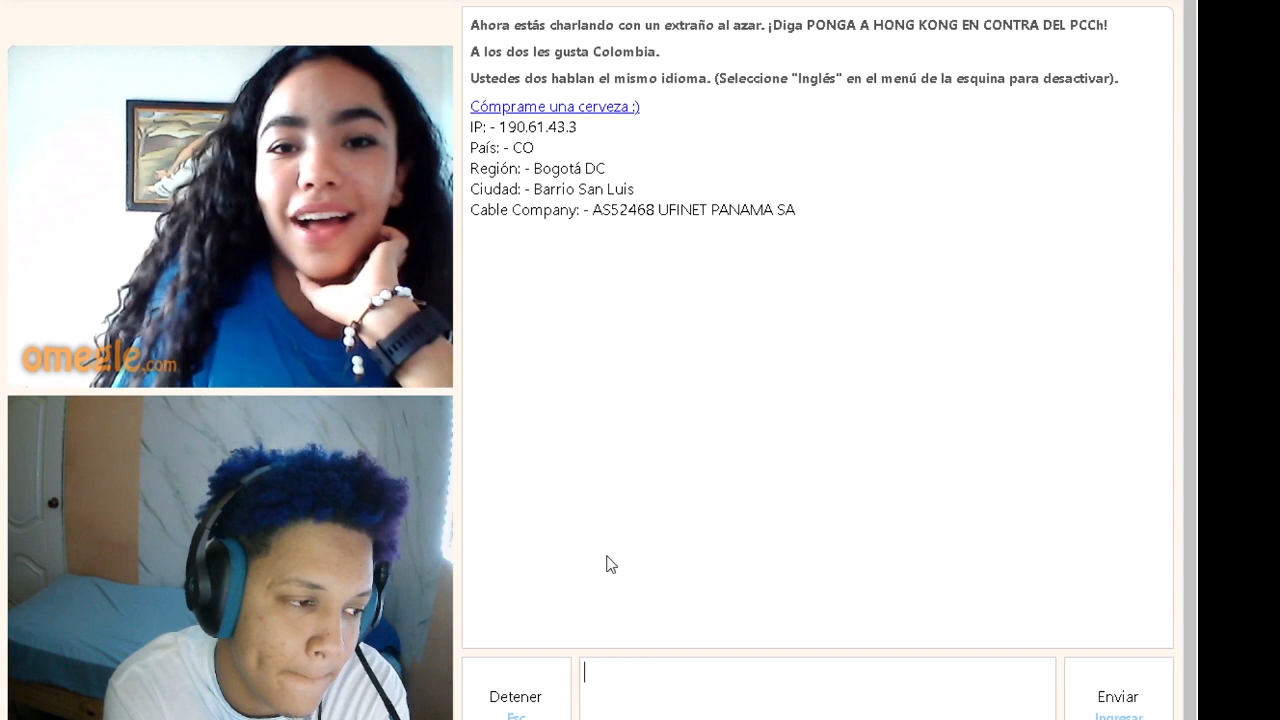 Ahora estás charlando con un extraño al azar. ¡Diga PONGA A HONG KONG EN CONTRA DEL PCCh!
A los dos les gusta Colombia.
Ustedes dos hablan el mismo idioma. (Seleccione "Inglés" en el menú de la esquina para desactivar).
Cómprame una cerveza :)
IP: - 190.61.43.3
País: - CO
Región: - Bogotá DC
Ciudad: - Barrio San Luis
Cable Company: - AS52468 UFINET PANAMA SA
omegle.com
Detener
Esc
Enviar
Ingresar